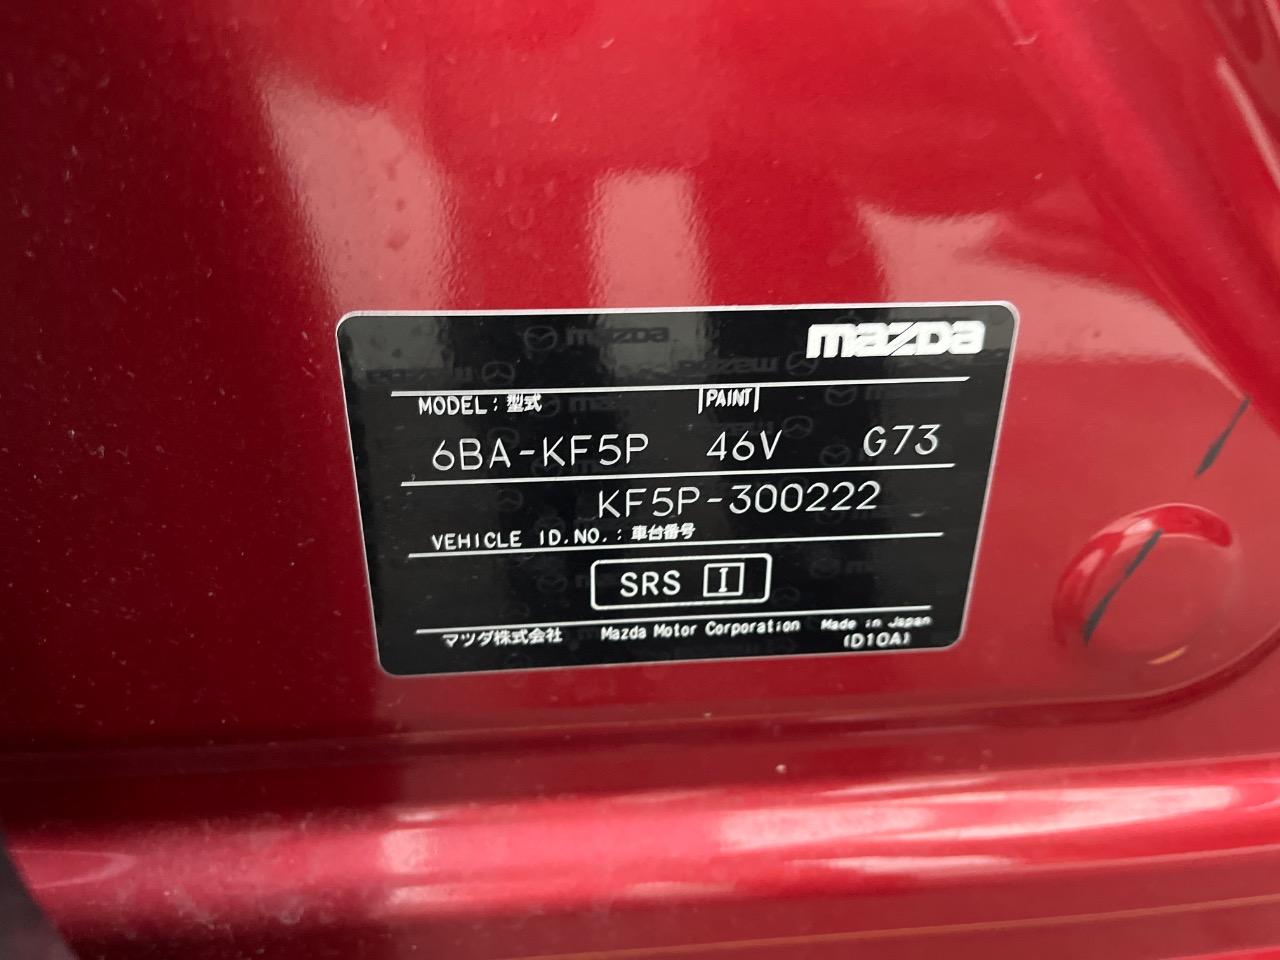 mazda
MODEL: 型式 PAINT
6BA-KF5P 46V G73
KF5P-300222
VEHICLE ID.NO.: 車台番号
SRS I
マツダ株式会社 Mazda Motor Corporation Made in Japan
(D10A)